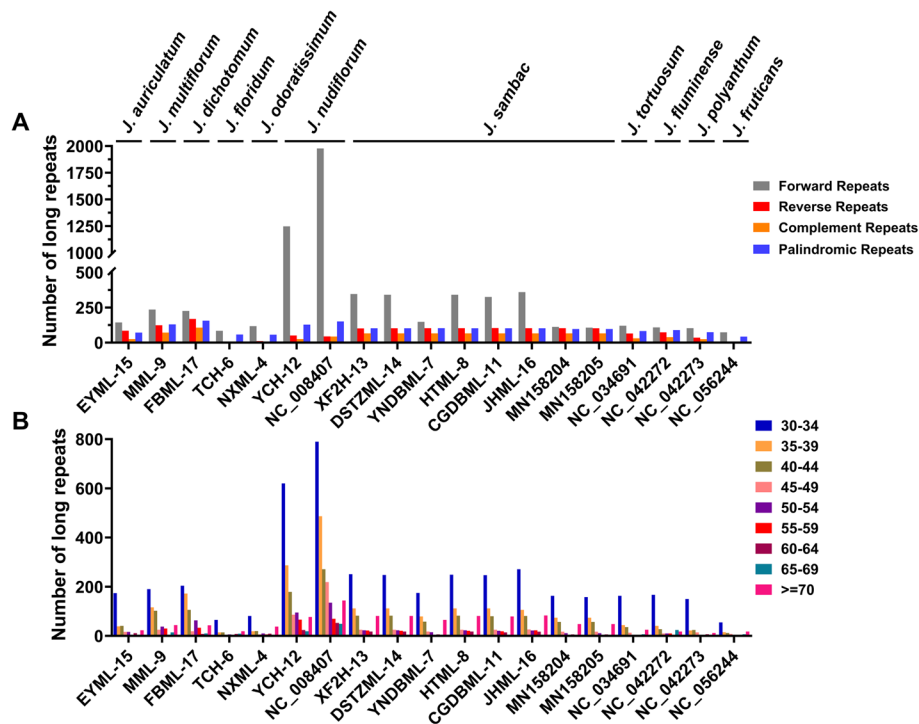 J. auriculatum
J. multiflorum
J. dichotomum
J. floridum
J. odoratissimum
J. nudiflorum
J. sambac
J. tortuosum
J. fluminense
J. polyanthum
J. fruticans
A
Number of long repeats
2000
1750
1500
1250
1000
500
250
0
Forward Repeats
Reverse Repeats
Complement Repeats
Palindromic Repeats
EYML-15
MML-9
FBML-17
TCH-6
NXML-4
YCH-12
NC_008407
XF2H-13
DSTZML-14
YNDBML-7
HTML-8
CGDBML-11
JHML-16
MN158204
MN158205
NC_034691
NC_042272
NC_042273
NC_056244
B
Number of long repeats
800
600
400
200
0
30-34
35-39
40-44
45-49
50-54
55-59
60-64
65-69
>=70
EYML-15
MML-9
FBML-17
TCH-6
NXML-4
YCH-12
NC_008407
XF2H-13
DSTZML-14
YNDBML-7
HTML-8
CGDBML-11
JHML-16
MN158204
MN158205
NC_034691
NC_042272
NC_042273
NC_056244